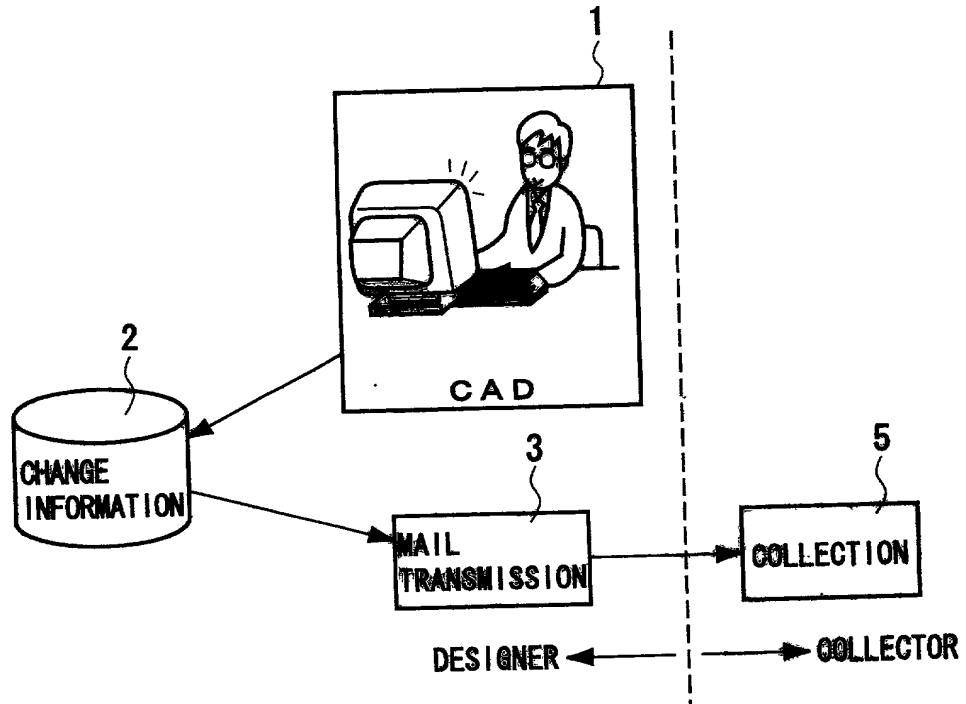 1
CAD
2
CHANGE
INFORMATION
3
MAIL
TRANSMISSION
5
COLLECTION
DESIGNER
COLLECTOR